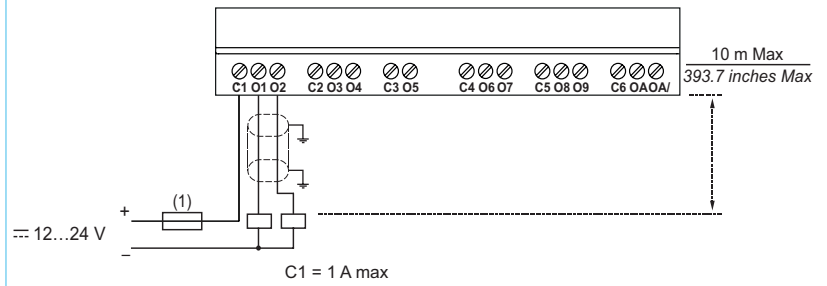 10 m Max
393.7 inches Max
C1 O1 O2 C2 O3 O4 C3 O5 C4 O6 O7 C5 O8 O9 C6 OA OA/
(1)
+
⎓ 12…24 V
–
C1 = 1 A max